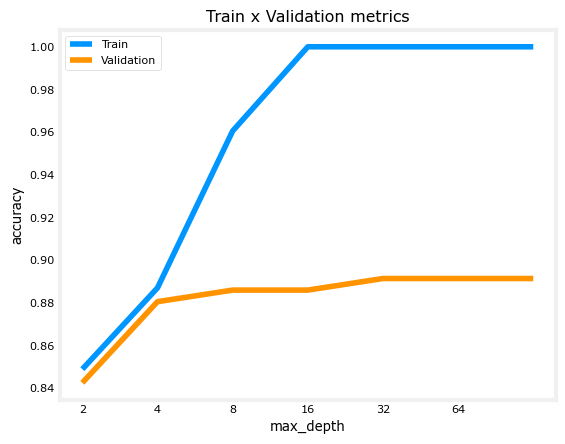 Train x Validation metrics
Train
Validation
accuracy
1.00
0.98
0.96
0.94
0.92
0.90
0.88
0.86
0.84
2 4 8 16 32 64
max_depth